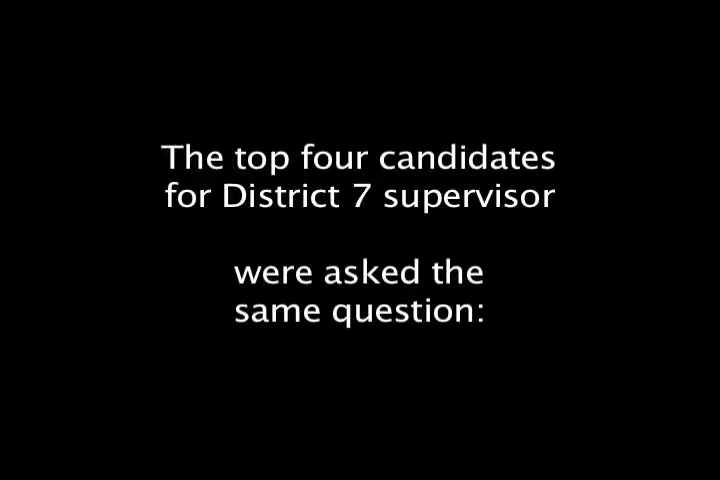 The top four candidates
for District 7 supervisor
were asked the
same question: